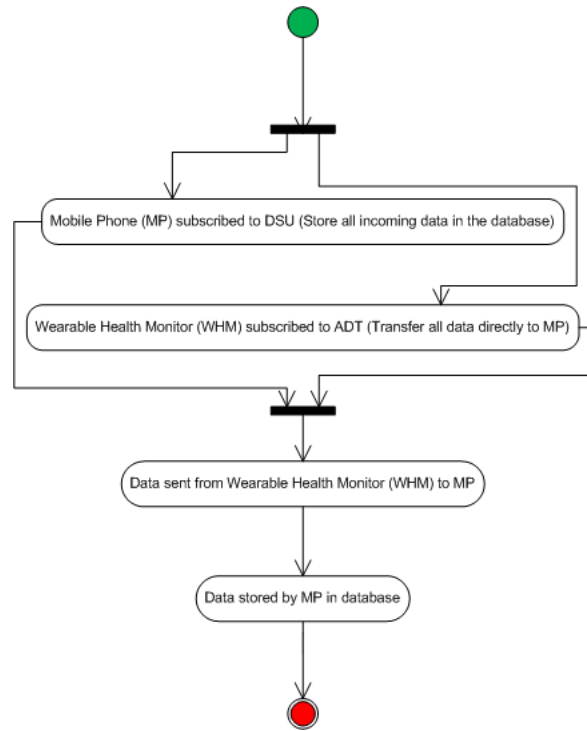 Mobile Phone (MP) subscribed to DSU (Store all incoming data in the database)
Wearable Health Monitor (WHM) subscribed to ADT (Transfer all data directly to MP)
Data sent from Wearable Health Monitor (WHM) to MP
Data stored by MP in database